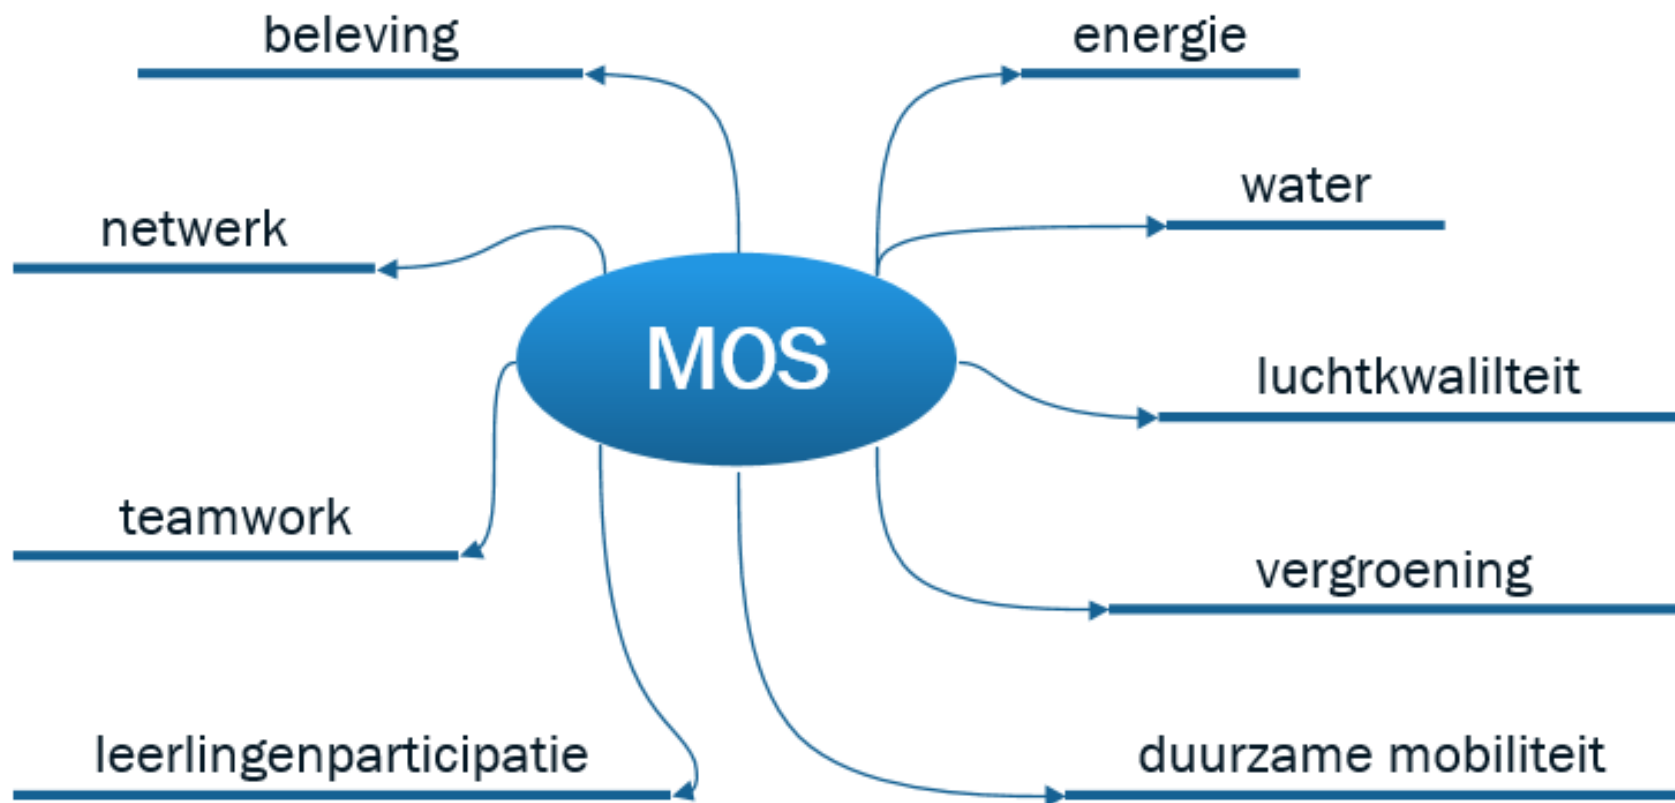 beleving
energie
water
netwerk
MOS
luchtkwalilteit
teamwork
vergroening
leerlingenparticipatie
duurzame mobiliteit